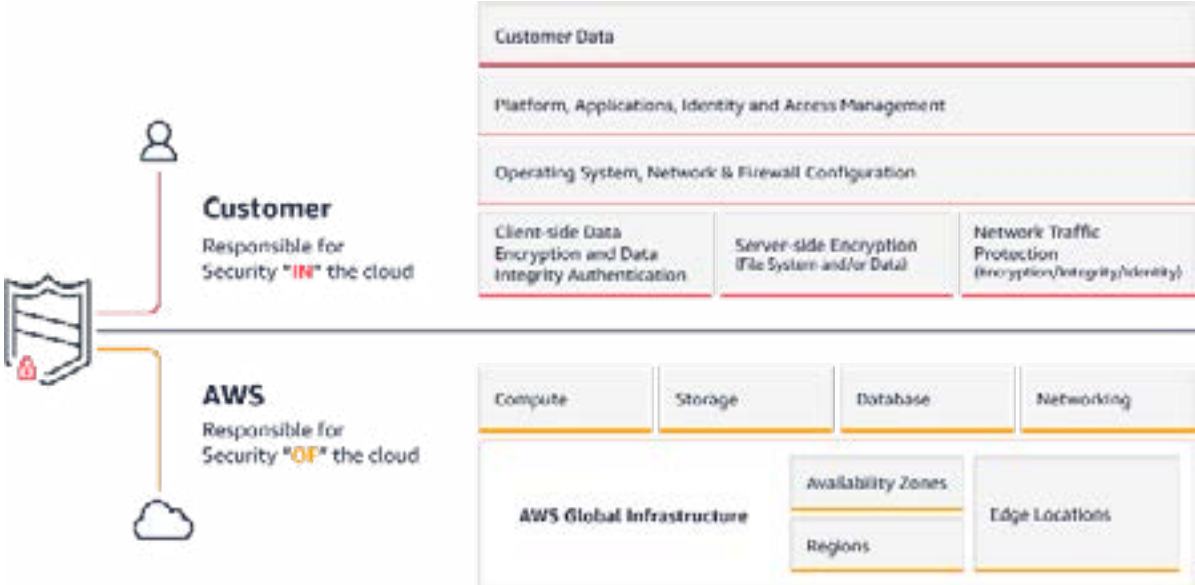 Customer Data
Platform, Applications, Identity and Access Management
Operating System, Network & Firewall Configuration
Customer
Responsible for
Security "IN" the cloud
Client-side Data
Encryption and Data
Integrity Authentication
Server-side Encryption
(File System and/or Data)
Network Traffic
Protection
(Encryption/Integrity/Identity)
AWS
Responsible for
Security "OF" the cloud
Compute
Storage
Database
Networking
AWS Global Infrastructure
Availability Zones
Regions
Edge Locations